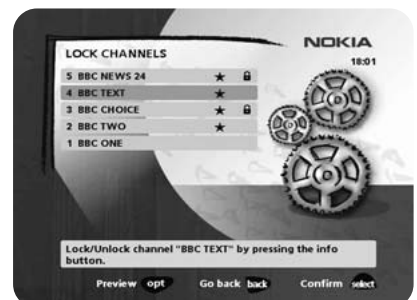 NOKIA
LOCK CHANNELS
18:01
5 BBC NEWS 24
4 BBC TEXT
3 BBC CHOICE
2 BBC TWO
1 BBC ONE
Lock/Unlock channel "BBC TEXT" by pressing the info
button.
Preview opt Go back back Confirm select